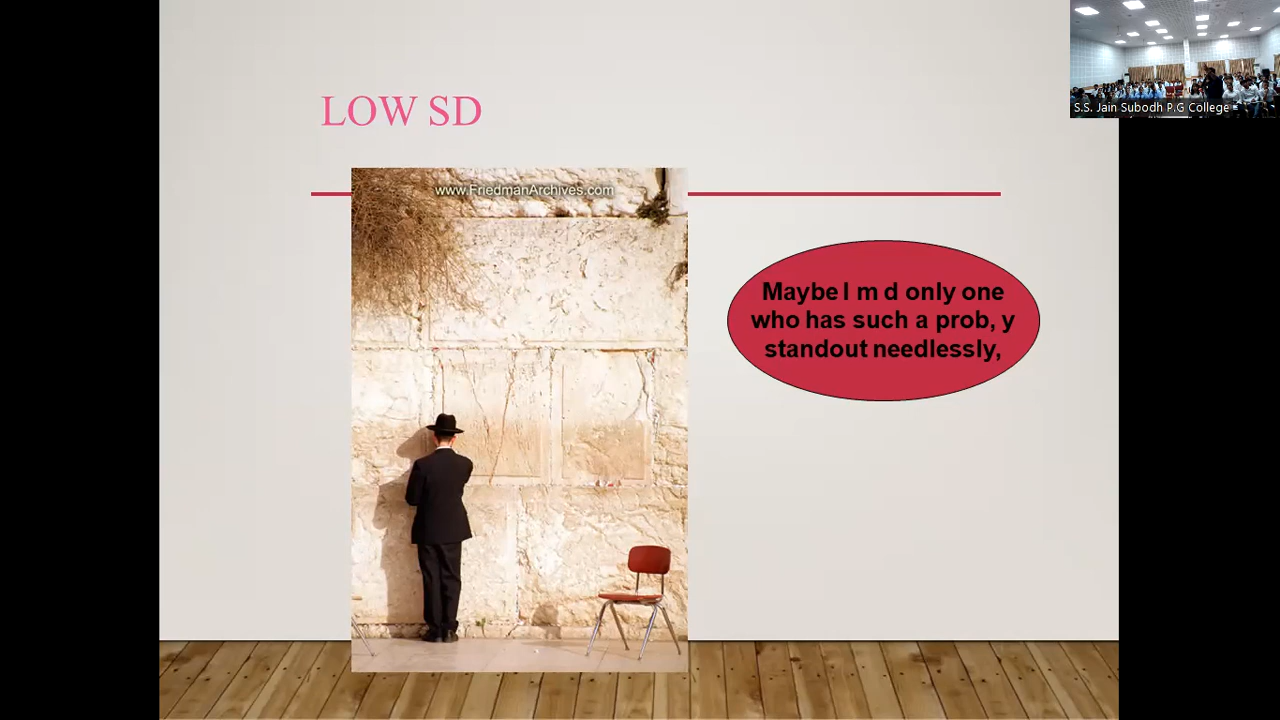 LOW SD
www.FriedmanArchives.com
Maybe I m d only one
who has such a prob, y
standout needlessly,
S.S. Jain Subodh P.G College